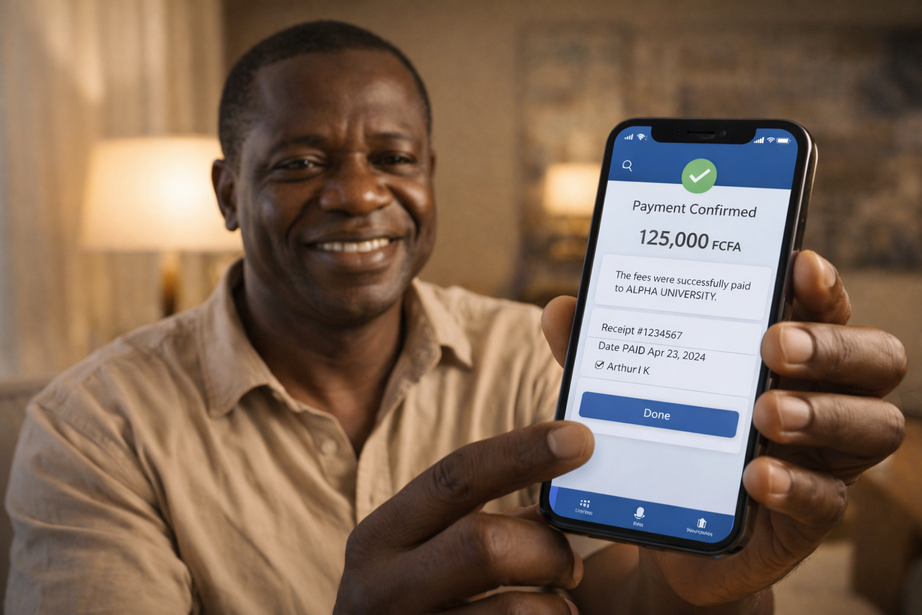 Payment Confirmed
125,000 FCFA
The fees were successfully paid
to ALPHA UNIVERSITY.
Receipt #1234567
Date PAID Apr 23, 2024
Arthur I K
Done